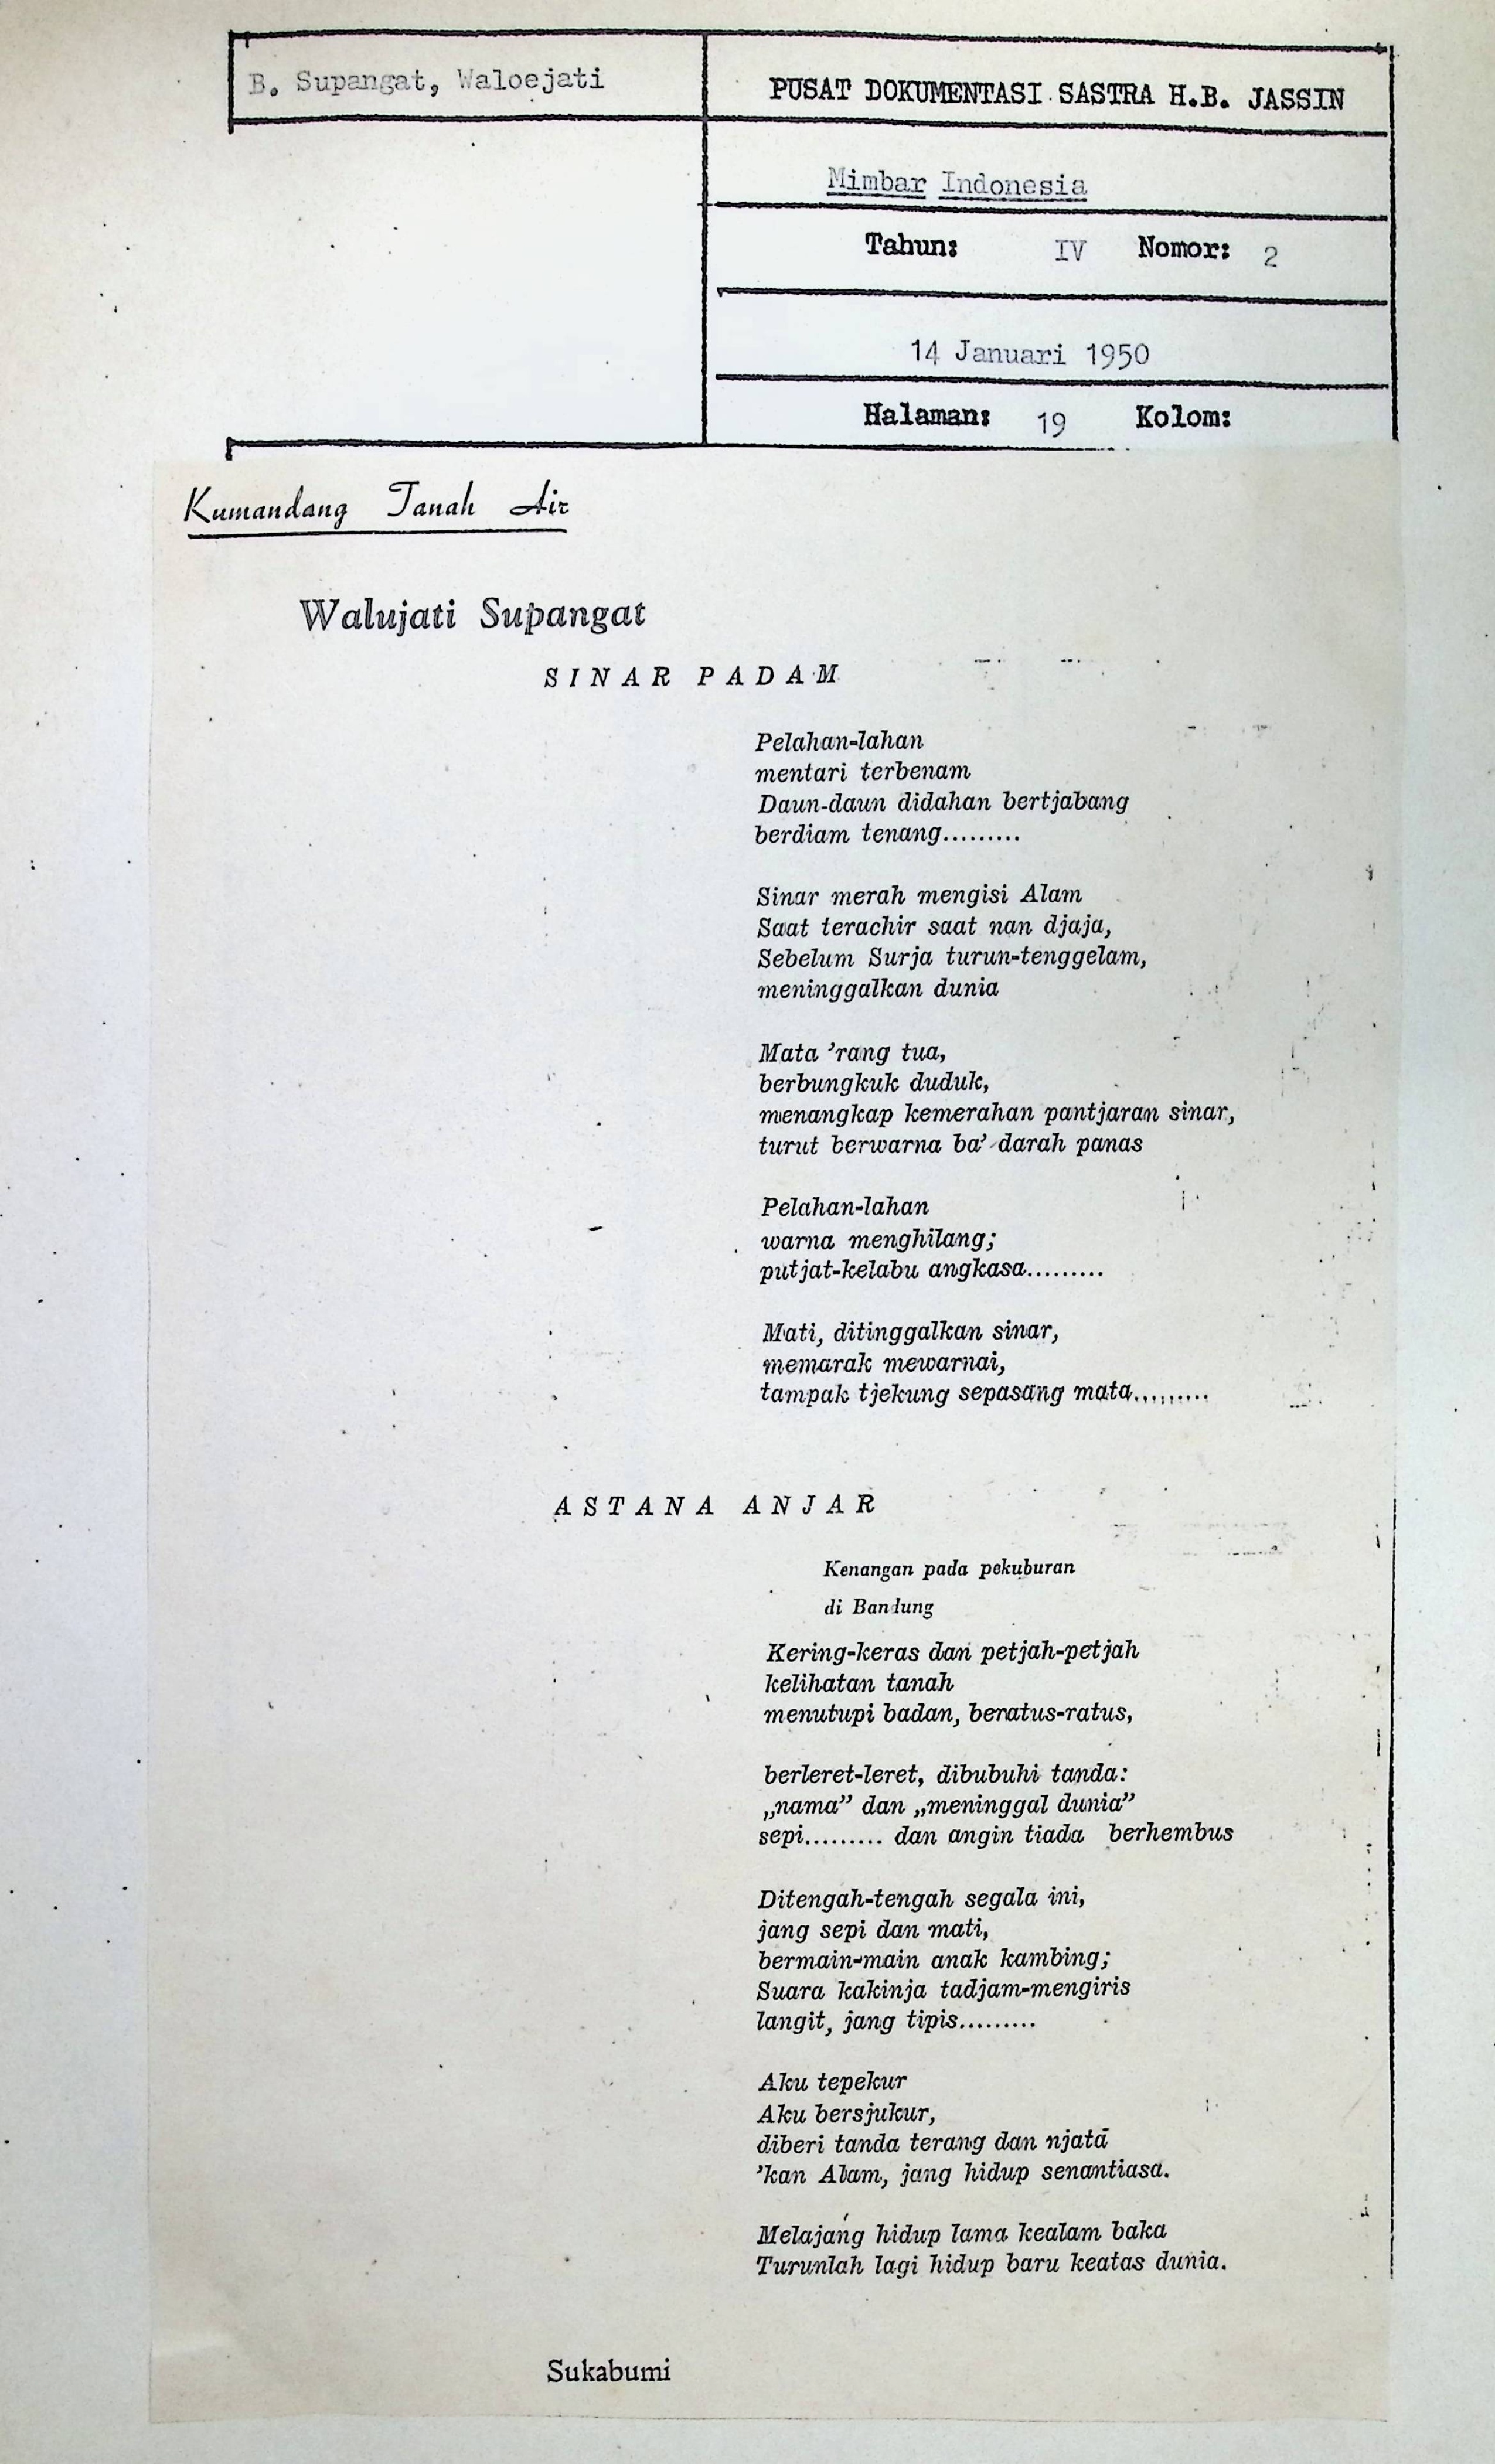 B. Supangat, Waloejati
PUSAT DOKUMENTASI SASTRA H.B. JASSIN
Mimbar Indonesia
Tahun: IV Nomor: 2
14 Januari 1950
Halaman: 19 Kolom:
Kumandang Tanah Air
Walujati Supangat
SINAR PADAM
Pelahan-lahan
mentari terbenam
Daun-daun didahan bertjabang
berdiam tenang.........
Sinar merah mengisi Alam
Saat terachir saat nan djaja,
Sebelum Surja turun-tenggelam,
meninggalkan dunia
Mata ’rang tua,
berbungkuk duduk,
menangkap kemerahan pantjaran sinar,
turut berwarna ba’ darah panas
Pelahan-lahan
warna menghilang;
putjat-kelabu angkasa.........
Mati, ditinggalkan sinar,
memarak mewarnai,
tampak tjekung sepasang mata.........
ASTANA ANJAR
Kenangan pada pekuburan
di Bandung
Kering-keras dan petjah-petjah
kelihatan tanah
menutupi badan, beratus-ratus,
berleret-leret, dibubuhi tanda:
„nama” dan „meninggal dunia”
sepi......... dan angin tiada berhembus
Ditengah-tengah segala ini,
jang sepi dan mati,
bermain-main anak kambing;
Suara kakinja tadjam-mengiris
langit, jang tipis.........
Aku tepekur
Aku bersjukur,
diberi tanda terang dan njata
’kan Alam, jang hidup senantiasa.
Melajang hidup lama kealam baka
Turunlah lagi hidup baru keatas dunia.
Sukabumi